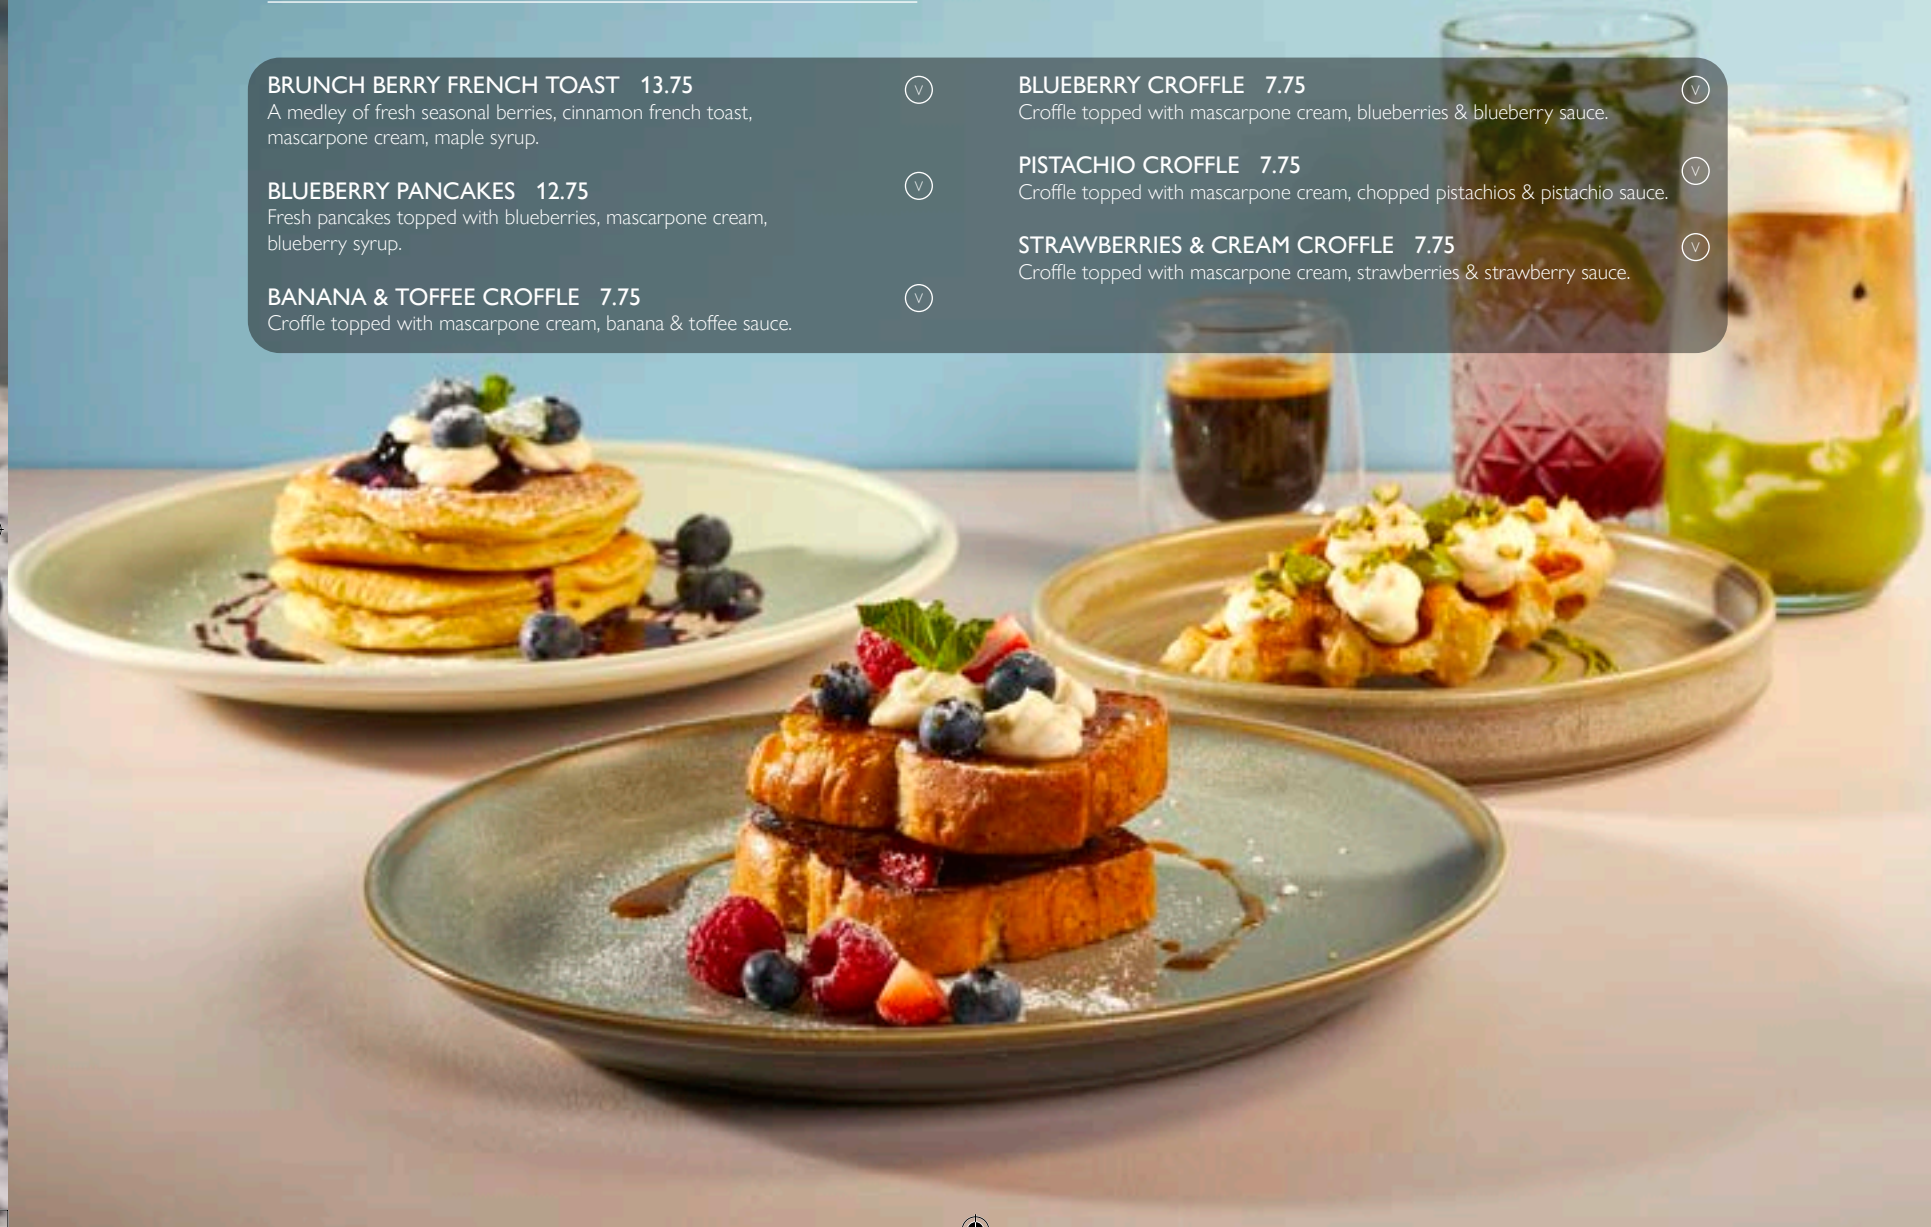 BRUNCH BERRY FRENCH TOAST 13.75 V
A medley of fresh seasonal berries, cinnamon french toast,
mascarpone cream, maple syrup.
BLUEBERRY PANCAKES 12.75 V
Fresh pancakes topped with blueberries, mascarpone cream,
blueberry syrup.
BANANA & TOFFEE CROFFLE 7.75 V
Croffle topped with mascarpone cream, banana & toffee sauce.
BLUEBERRY CROFFLE 7.75 V
Croffle topped with mascarpone cream, blueberries & blueberry sauce.
PISTACHIO CROFFLE 7.75 V
Croffle topped with mascarpone cream, chopped pistachios & pistachio sauce.
STRAWBERRIES & CREAM CROFFLE 7.75 V
Croffle topped with mascarpone cream, strawberries & strawberry sauce.